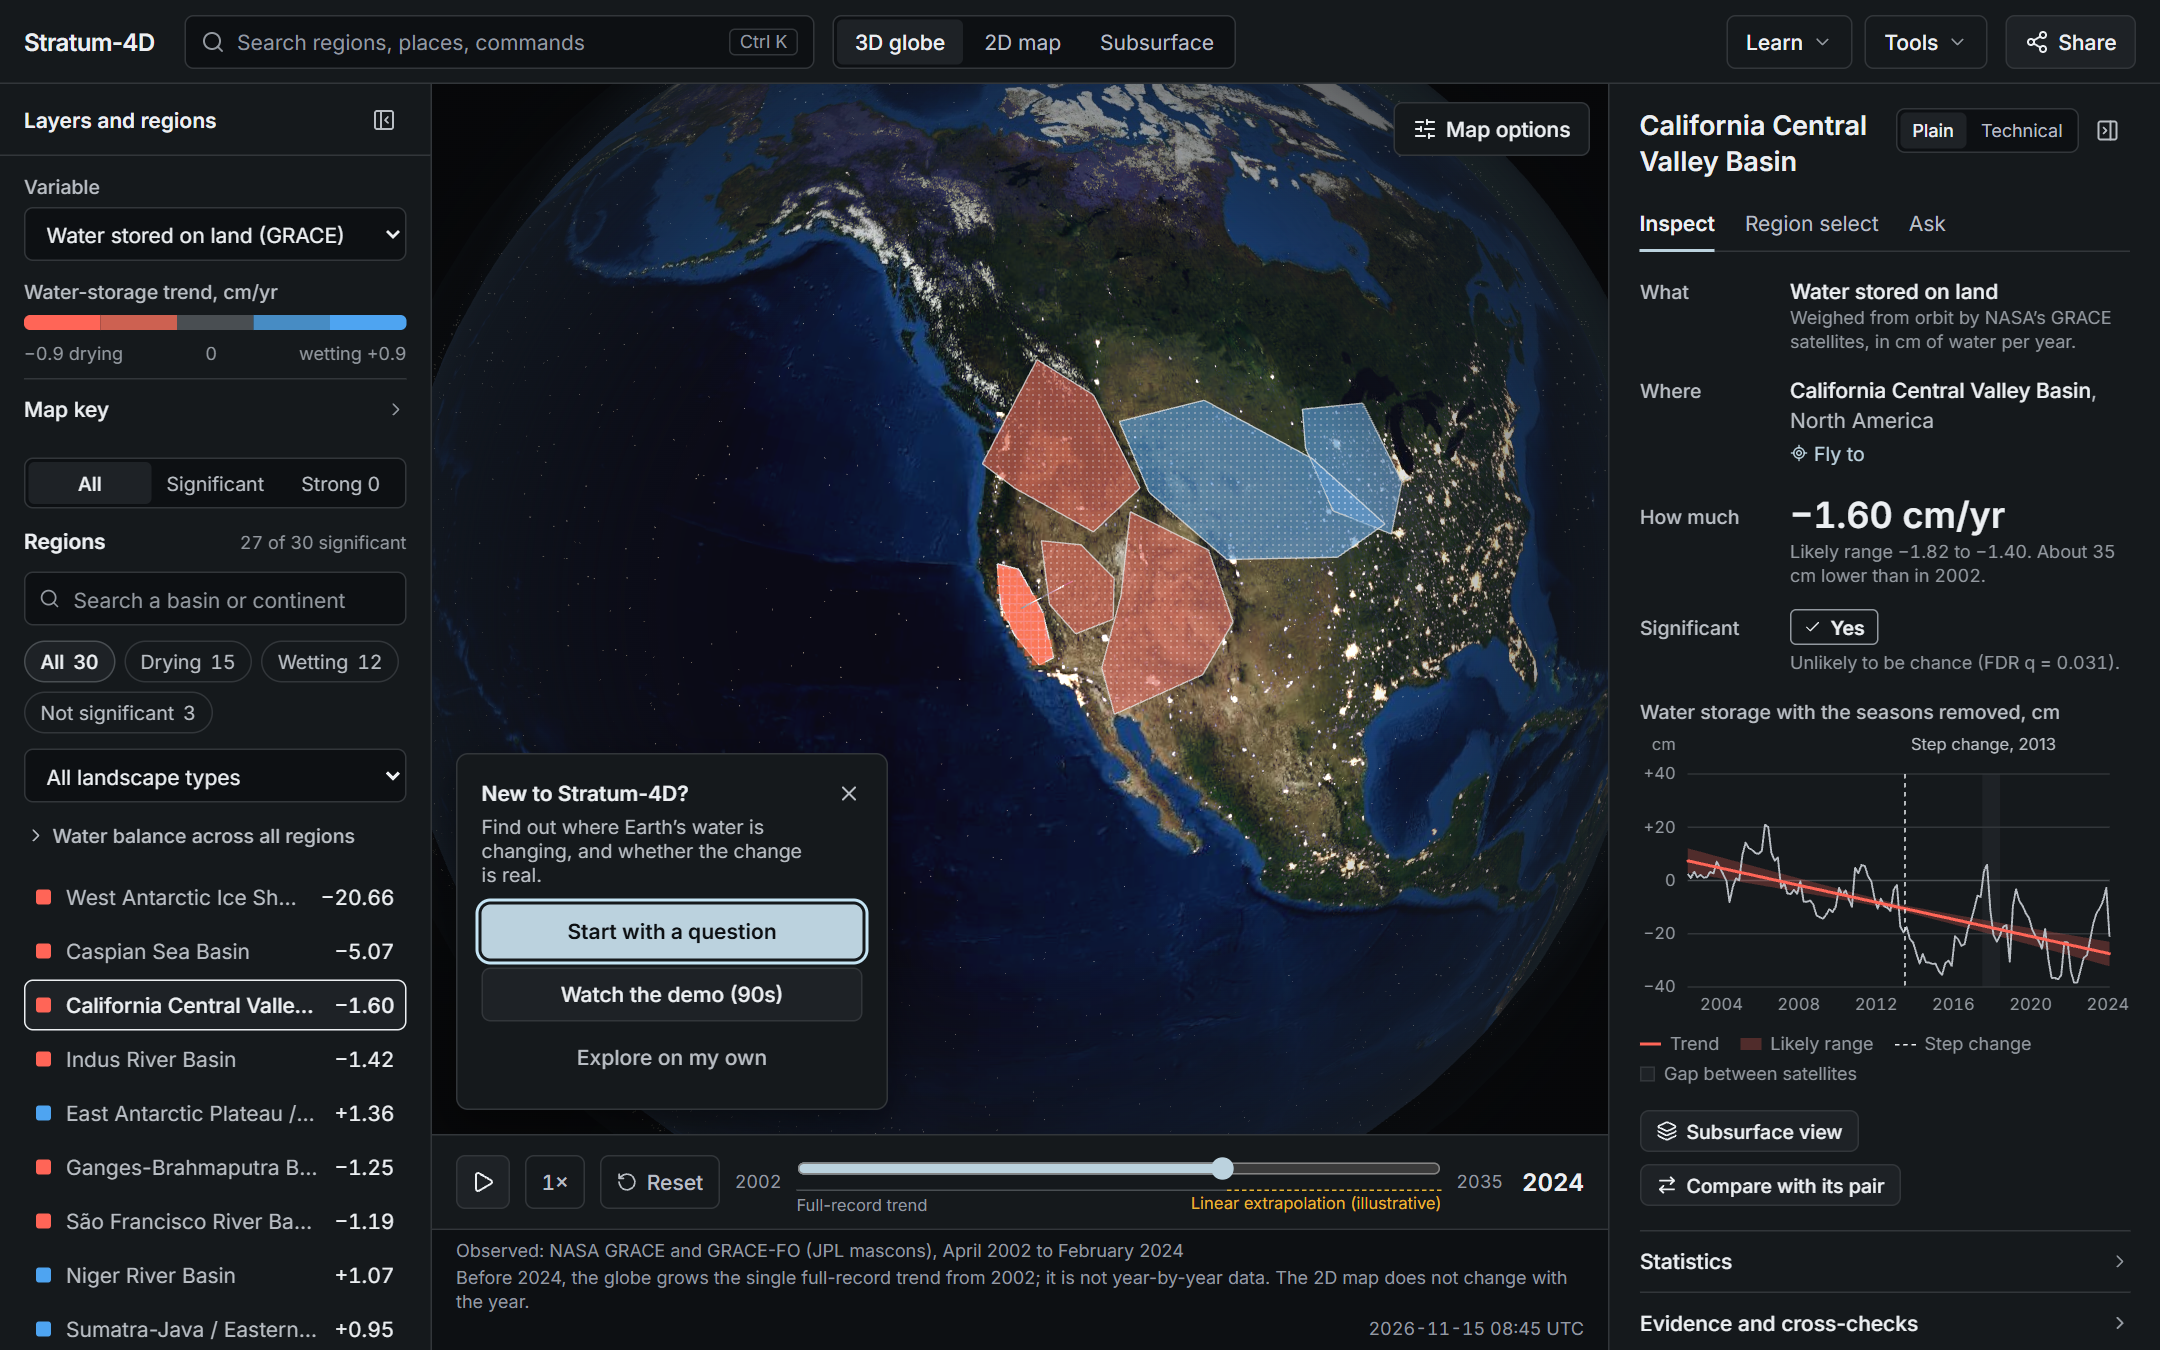 Stratum-4D
Search regions, places, commands
Ctrl K
3D globe
2D map
Subsurface
Learn
Tools
Share
Layers and regions
Variable
Water stored on land (GRACE)
Water-storage trend, cm/yr
−0.9 drying
0
wetting +0.9
Map key
All
Significant
Strong 0
Regions
27 of 30 significant
Search a basin or continent
All 30
Drying 15
Wetting 12
Not significant 3
All landscape types
Water balance across all regions
West Antarctic Ice Sh... −20.66
Caspian Sea Basin −5.07
California Central Valle... −1.60
Indus River Basin −1.42
East Antarctic Plateau /... +1.36
Ganges-Brahmaputra B... −1.25
São Francisco River Ba... −1.19
Niger River Basin +1.07
Sumatra-Java / Eastern... +0.95
Map options
New to Stratum-4D?
Find out where Earth's water is
changing, and whether the change
is real.
Start with a question
Watch the demo (90s)
Explore on my own
1×
Reset
2002
2035
2024
Full-record trend
Linear extrapolation (illustrative)
Observed: NASA GRACE and GRACE-FO (JPL mascons), April 2002 to February 2024
Before 2024, the globe grows the single full-record trend from 2002; it is not year-by-year data. The 2D map does not change with
the year.
2026-11-15 08:45 UTC
California Central
Valley Basin
Plain
Technical
Inspect
Region select
Ask
What
Water stored on land
Weighed from orbit by NASA's GRACE
satellites, in cm of water per year.
Where
California Central Valley Basin,
North America
Fly to
How much
−1.60 cm/yr
Likely range −1.82 to −1.40. About 35
cm lower than in 2002.
Significant
Yes
Unlikely to be chance (FDR q = 0.031).
Water storage with the seasons removed, cm
cm
Step change, 2013
+40
+20
0
−20
−40
2004 2008 2012 2016 2020 2024
Trend
Likely range
Step change
Gap between satellites
Subsurface view
Compare with its pair
Statistics
Evidence and cross-checks